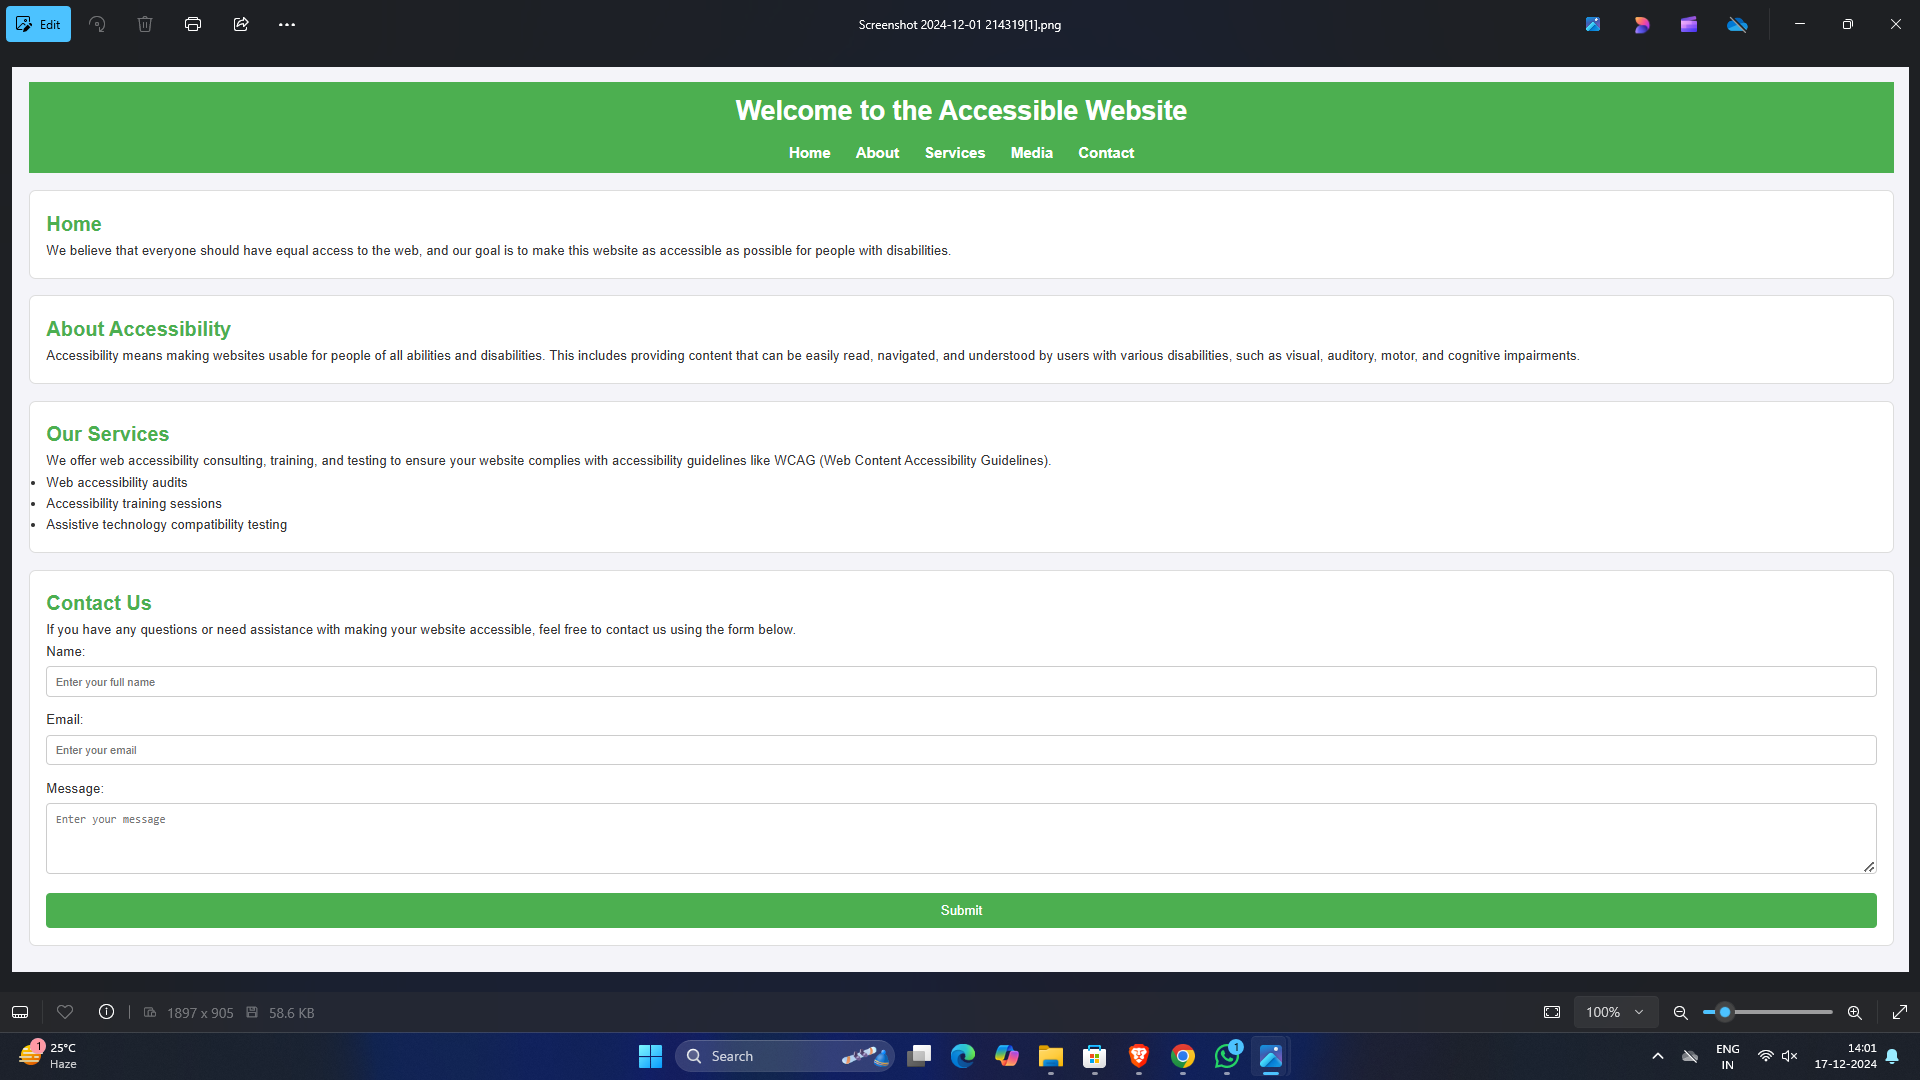 Edit
Screenshot 2024-12-01 214319[1].png
Welcome to the Accessible Website
Home About Services Media Contact
Home
We believe that everyone should have equal access to the web, and our goal is to make this website as accessible as possible for people with disabilities.
About Accessibility
Accessibility means making websites usable for people of all abilities and disabilities. This includes providing content that can be easily read, navigated, and understood by users with various disabilities, such as visual, auditory, motor, and cognitive impairments.
Our Services
We offer web accessibility consulting, training, and testing to ensure your website complies with accessibility guidelines like WCAG (Web Content Accessibility Guidelines).
• Web accessibility audits
• Accessibility training sessions
• Assistive technology compatibility testing
Contact Us
If you have any questions or need assistance with making your website accessible, feel free to contact us using the form below.
Name:
Enter your full name
Email:
Enter your email
Message:
Enter your message
Submit
1897 x 905 58.6 KB 100%
1 25°C
Haze
Search
1
ENG
IN
14:01
17-12-2024